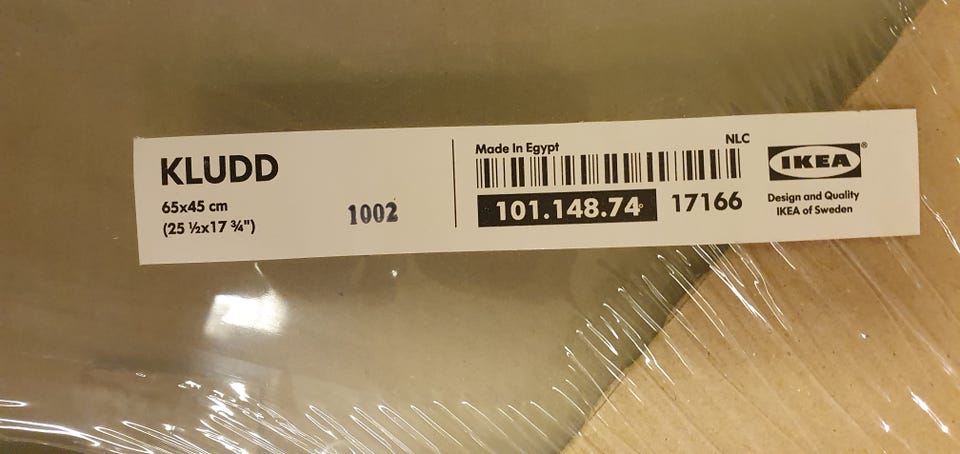 KLUDD
65x45 cm
(25 ½x17 ¾")
1002
Made In Egypt
NLC
101.148.74
17166
IKEA®
Design and Quality
IKEA of Sweden